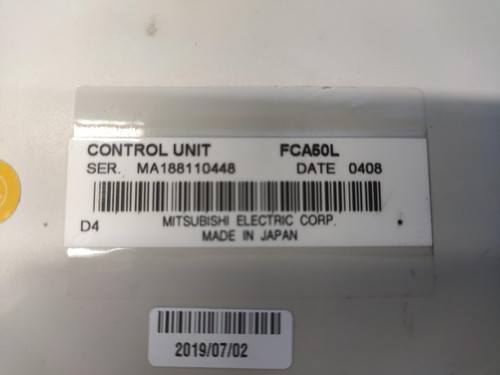 CONTROL UNIT FCA50L
SER. MA188110448 DATE 0408
D4
MITSUBISHI ELECTRIC CORP.
MADE IN JAPAN
2019/07/02